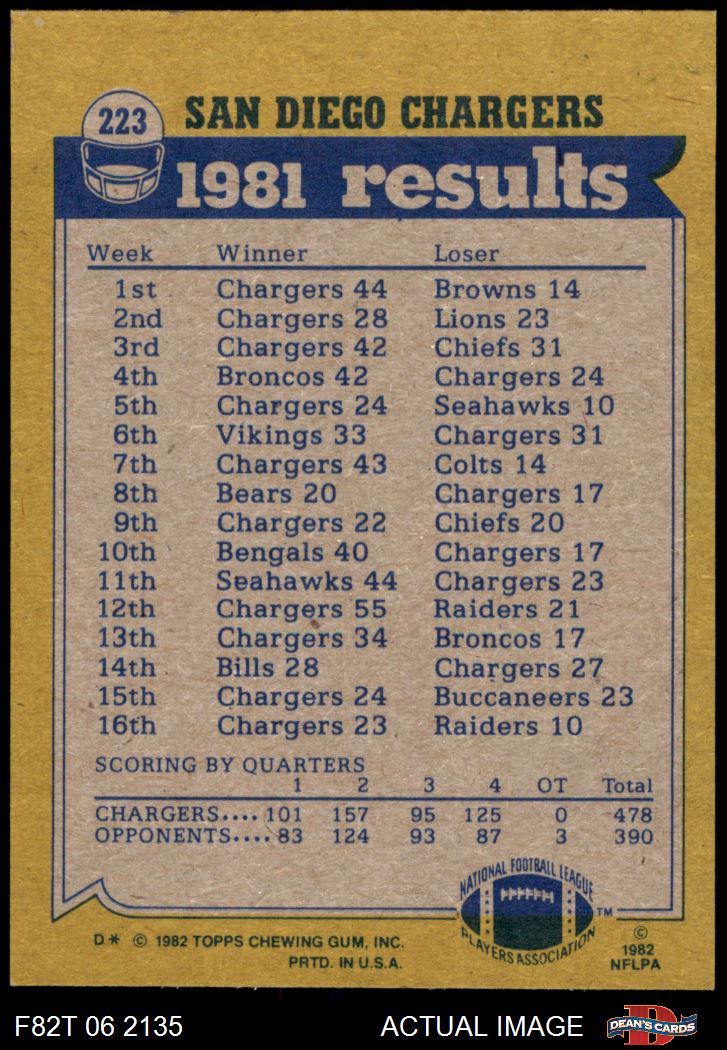 223
SAN DIEGO CHARGERS
1981 results
Week Winner Loser
1st Chargers 44 Browns 14
2nd Chargers 28 Lions 23
3rd Chargers 42 Chiefs 31
4th Broncos 42 Chargers 24
5th Chargers 24 Seahawks 10
6th Vikings 33 Chargers 31
7th Chargers 43 Colts 14
8th Bears 20 Chargers 17
9th Chargers 22 Chiefs 20
10th Bengals 40 Chargers 17
11th Seahawks 44 Chargers 23
12th Chargers 55 Raiders 21
13th Chargers 34 Broncos 17
14th Bills 28 Chargers 27
15th Chargers 24 Buccaneers 23
16th Chargers 23 Raiders 10
SCORING BY QUARTERS
1 2 3 4 OT Total
CHARGERS.... 101 157 95 125 0 478
OPPONENTS.... 83 124 93 87 3 390
NATIONAL FOOTBALL LEAGUE
PLAYERS ASSOCIATION
TM
D* © 1982 TOPPS CHEWING GUM, INC.
PRTD. IN U.S.A.
©
1982
NFLPA
F82T 06 2135 ACTUAL IMAGE
D
DEAN'S CARDS